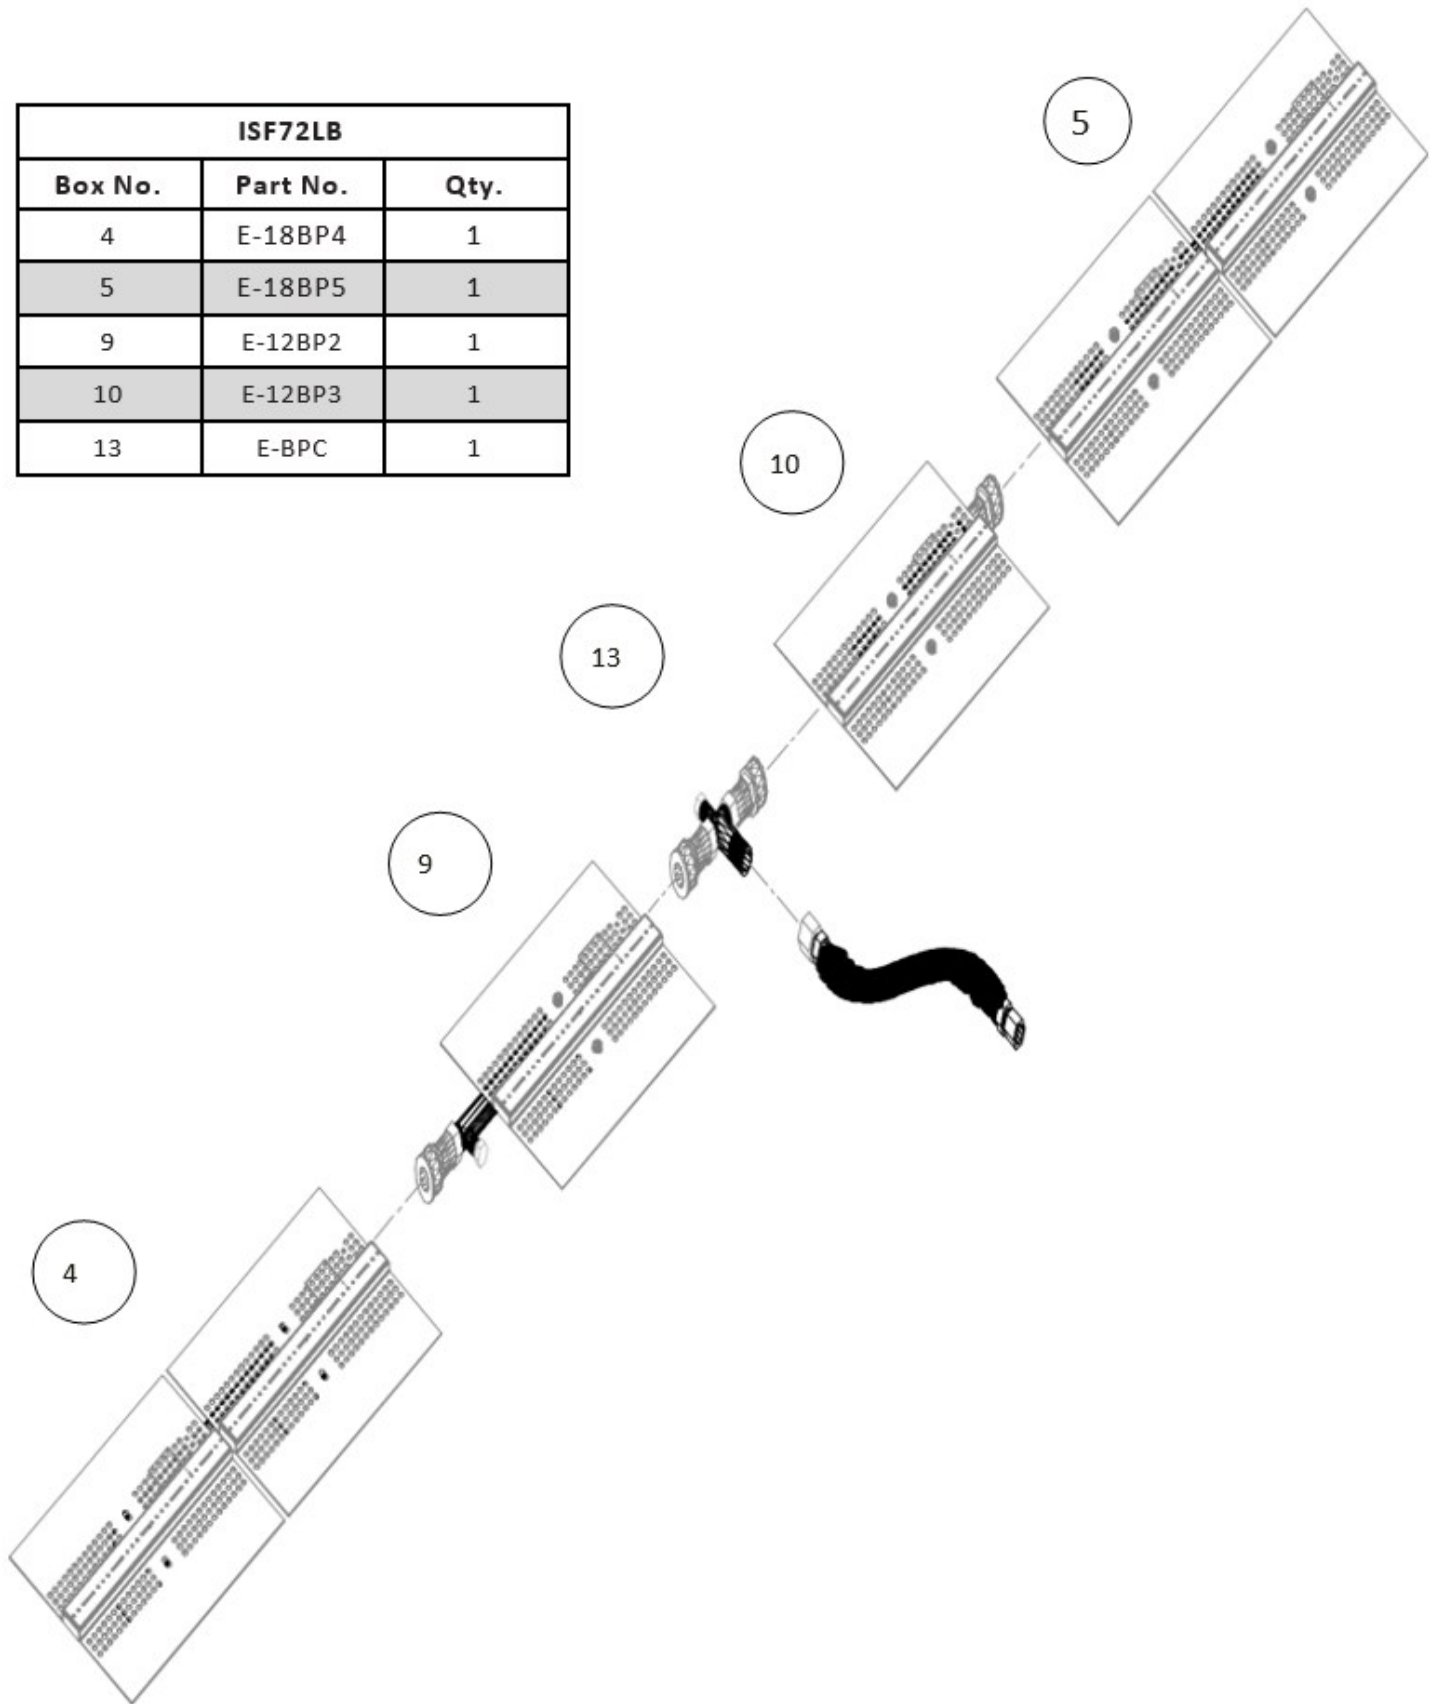 ISF72LB
Box No. Part No. Qty.
4 E-18BP4 1
5 E-18BP5 1
9 E-12BP2 1
10 E-12BP3 1
13 E-BPC 1
5
10
13
9
4